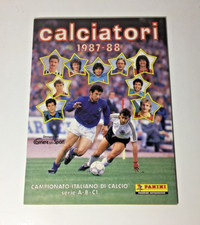 calciatori
1987-88
CAMPIONATO ITALIANO DI CALCIO
serie A-B-C1
PANINI